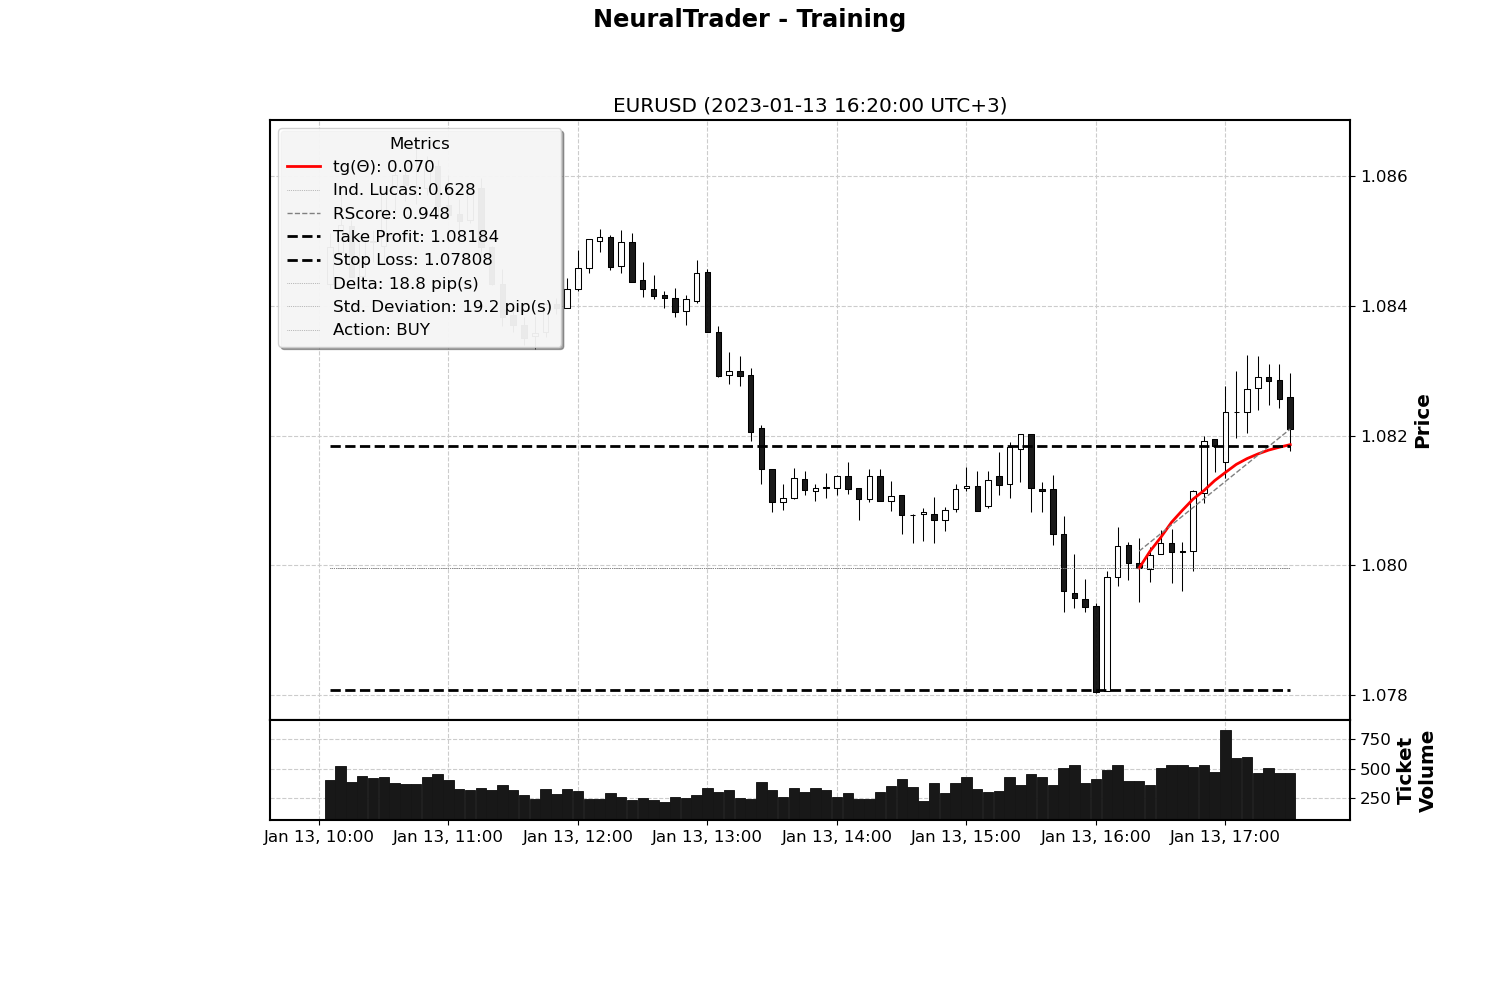 NeuralTrader - Training
EURUSD (2023-01-13 16:20:00 UTC+3)
Metrics
tg(Θ): 0.070
Ind. Lucas: 0.628
RScore: 0.948
Take Profit: 1.08184
Stop Loss: 1.07808
Delta: 18.8 pip(s)
Std. Deviation: 19.2 pip(s)
Action: BUY
1.086
1.084
1.082
1.080
1.078
Price
750
500
250
Ticket
Volume
Jan 13, 10:00
Jan 13, 11:00
Jan 13, 12:00
Jan 13, 13:00
Jan 13, 14:00
Jan 13, 15:00
Jan 13, 16:00
Jan 13, 17:00